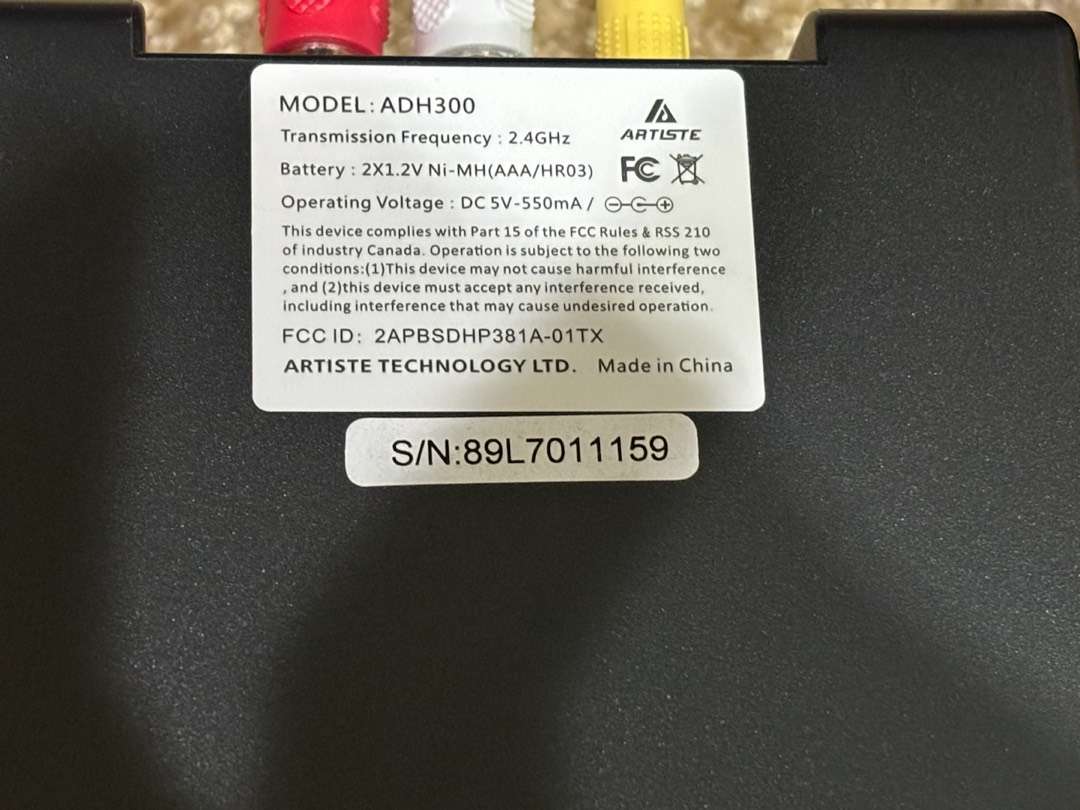 MODEL: ADH300
ARTISTE
Transmission Frequency : 2.4GHz
Battery : 2X1.2V Ni-MH(AAA/HR03)
FC
Operating Voltage : DC 5V-550mA /
This device complies with Part 15 of the FCC Rules & RSS 210
of industry Canada. Operation is subject to the following two
conditions:(1)This device may not cause harmful interference
, and (2)this device must accept any interference received,
including interference that may cause undesired operation.
FCC ID: 2APBSDHP381A-01TX
ARTISTE TECHNOLOGY LTD. Made in China
S/N:89L7011159